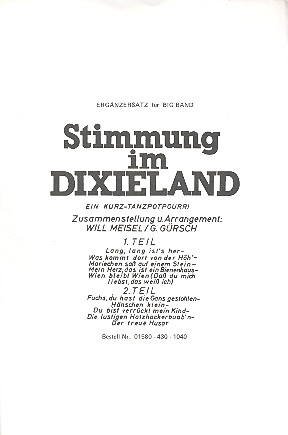 ERGÄNZERSATZ für BIG BAND
Stimmung
im
DIXIELAND
EIN KURZ-TANZPOTPOURRI
Zusammenstellung u. Arrangement:
WILL MEISEL / G. GÜRSCH
1. TEIL
Lang, lang ist's her-
Was kommt dort von der Höh'-
Mariechen saß auf einem Stein-
Mein Herz, das ist ein Bienenhaus-
Wien bleibt Wien (Daß du mich
liebst, das weiß ich)
2. TEIL
Fuchs, du hast die Gans gestohlen-
Hänschen klein-
Du bist verrückt mein Kind-
Die lustigen Holzhackerbuab'n-
Der treue Husar
Bestell Nr. 01580 - 430 - 1040